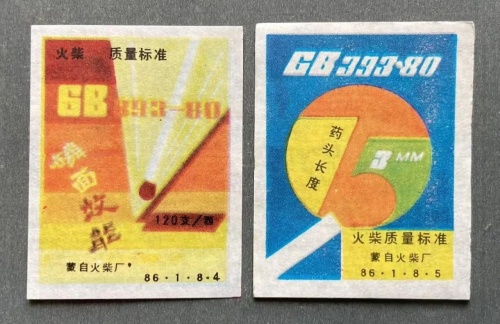 火柴 质量标准
GB 393-80
磷面效能
120支/
蒙自火柴厂
86·1·8·4
GB 393-80
药头长度
3 MM
火柴质量标准
蒙自火柴厂
86·1·8·5